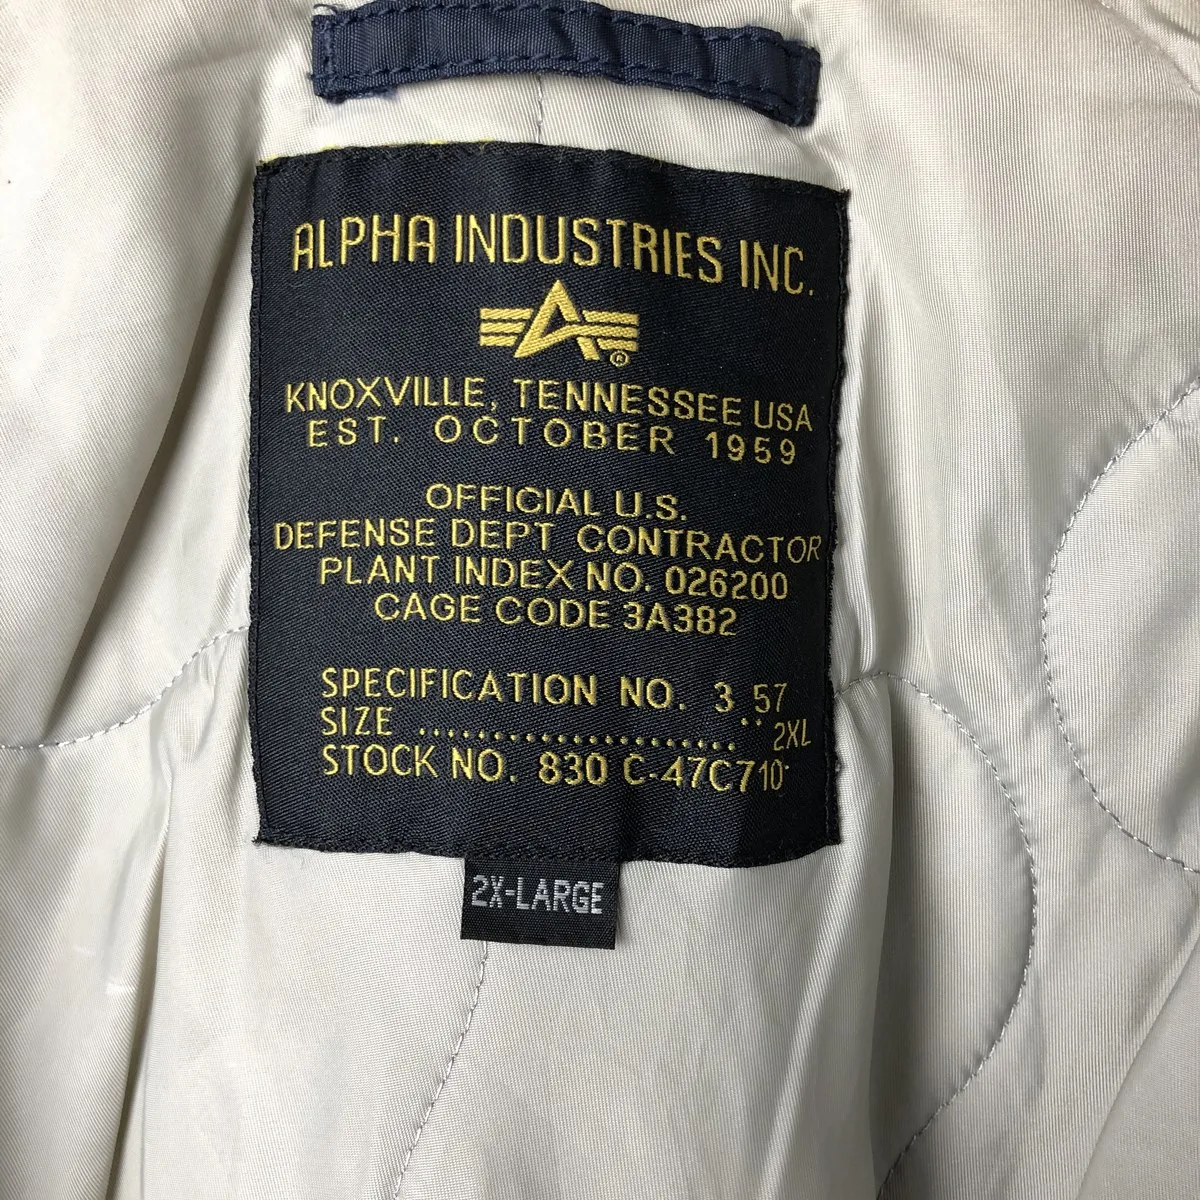 ALPHA INDUSTRIES INC.
A®
KNOXVILLE, TENNESSEE USA
EST. OCTOBER 1959
OFFICIAL U.S.
DEFENSE DEPT CONTRACTOR
PLANT INDEX NO. 026200
CAGE CODE 3A382
SPECIFICATION NO. 3 57
SIZE ........................ 2XL
STOCK NO. 830 C-47C710
2X-LARGE